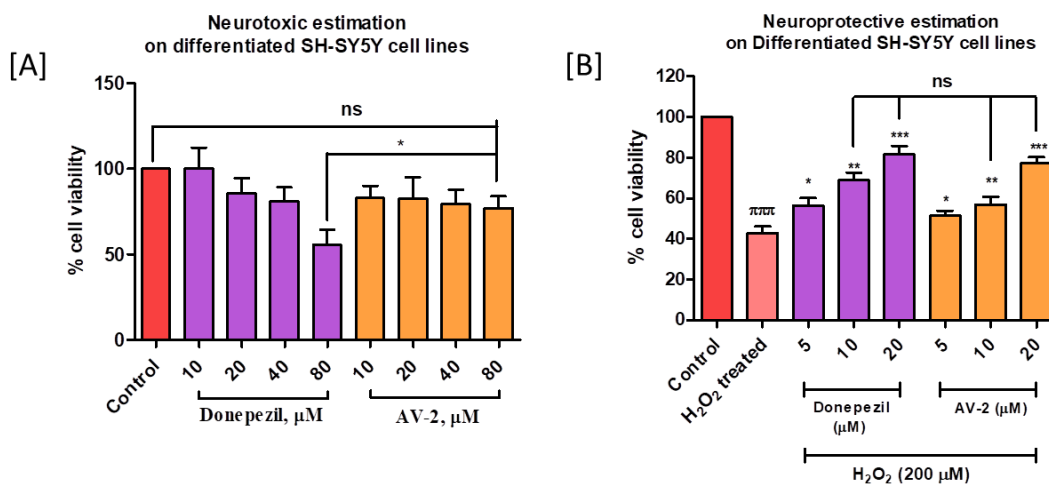 [A]
Neurotoxic estimation
on differentiated SH-SY5Y cell lines
% cell viability
150
100
50
0
ns
*
Control
10
20
40
80
10
20
40
80
Donepezil, μM
AV-2, μM
[B]
Neuroprotective estimation
on Differentiated SH-SY5Y cell lines
% cell viability
120
100
80
60
40
20
0
ns
πππ
*
**
***
*
**
***
Control
H₂O₂ treated
5
10
20
5
10
20
Donepezil
(μM)
AV-2 (μM)
H₂O₂ (200 μM)